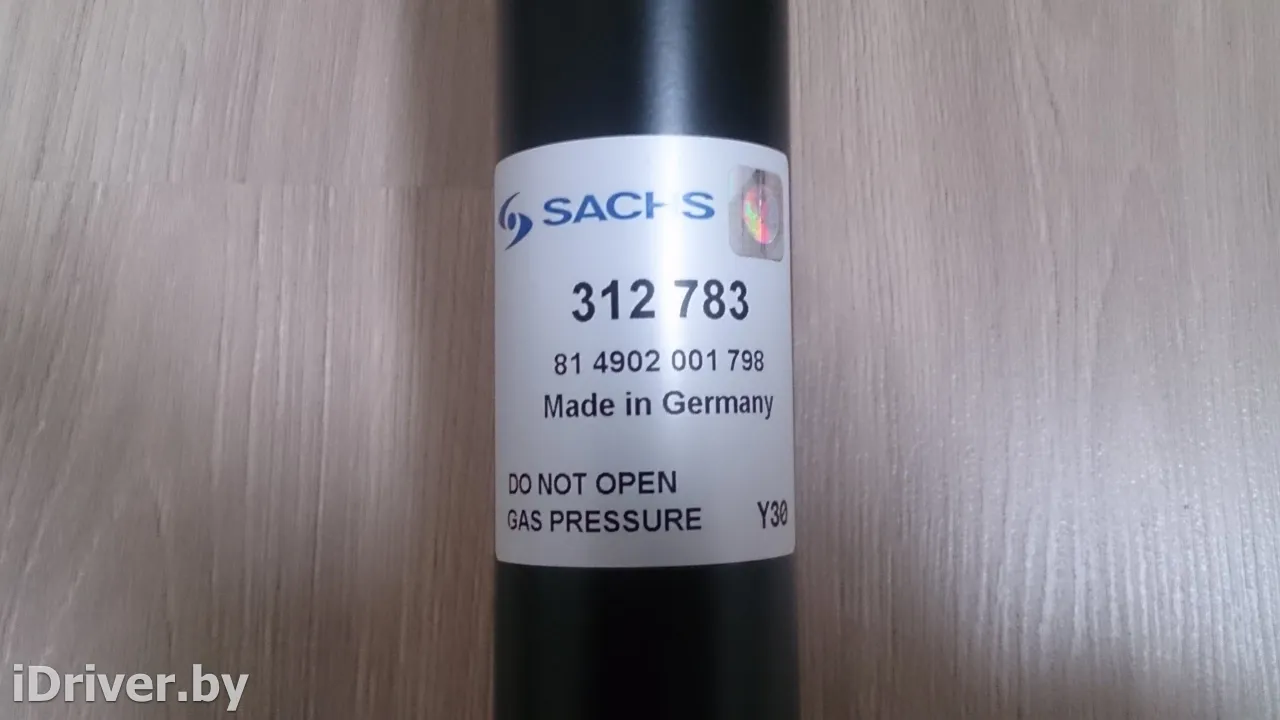 SACHS
312 783
81 4902 001 798
Made in Germany
DO NOT OPEN
GAS PRESSURE Y30
iDriver.by